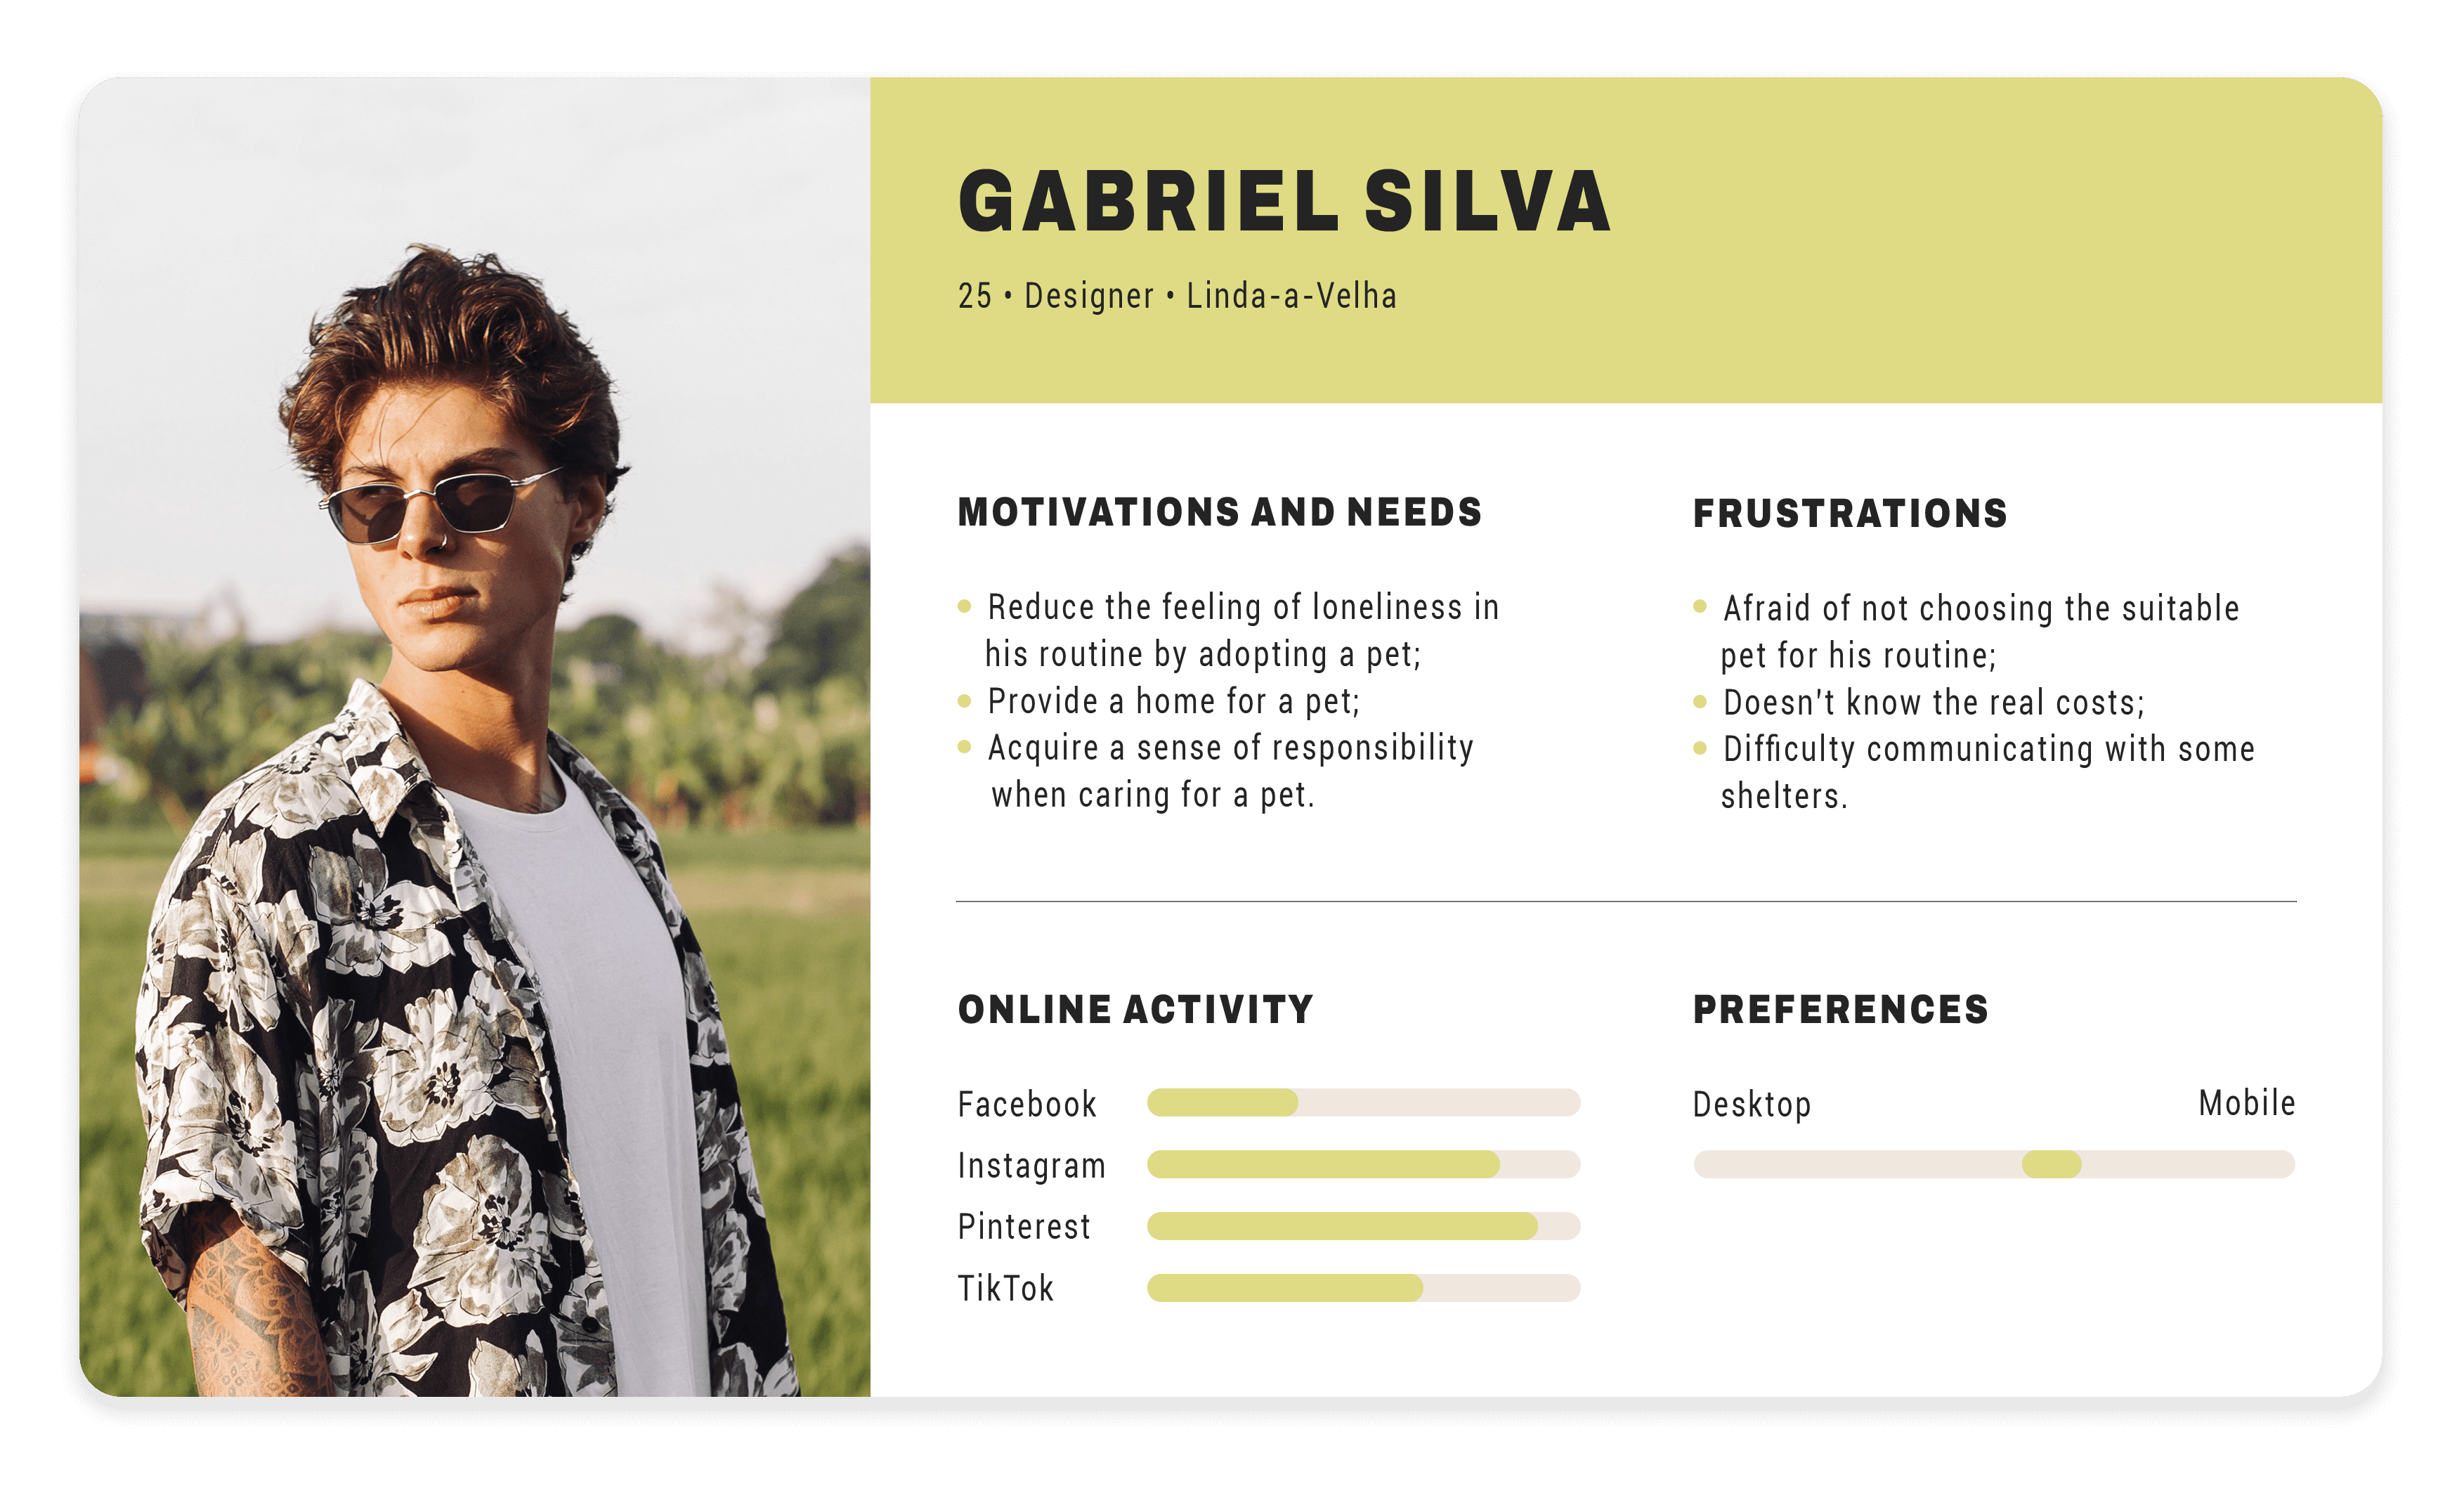 GABRIEL SILVA
25 • Designer • Linda-a-Velha
MOTIVATIONS AND NEEDS
• Reduce the feeling of loneliness in
his routine by adopting a pet;
• Provide a home for a pet;
• Acquire a sense of responsibility
when caring for a pet.
FRUSTRATIONS
• Afraid of not choosing the suitable
pet for his routine;
• Doesn't know the real costs;
• Difficulty communicating with some
shelters.
ONLINE ACTIVITY
Facebook
Instagram
Pinterest
TikTok
PREFERENCES
Desktop
Mobile